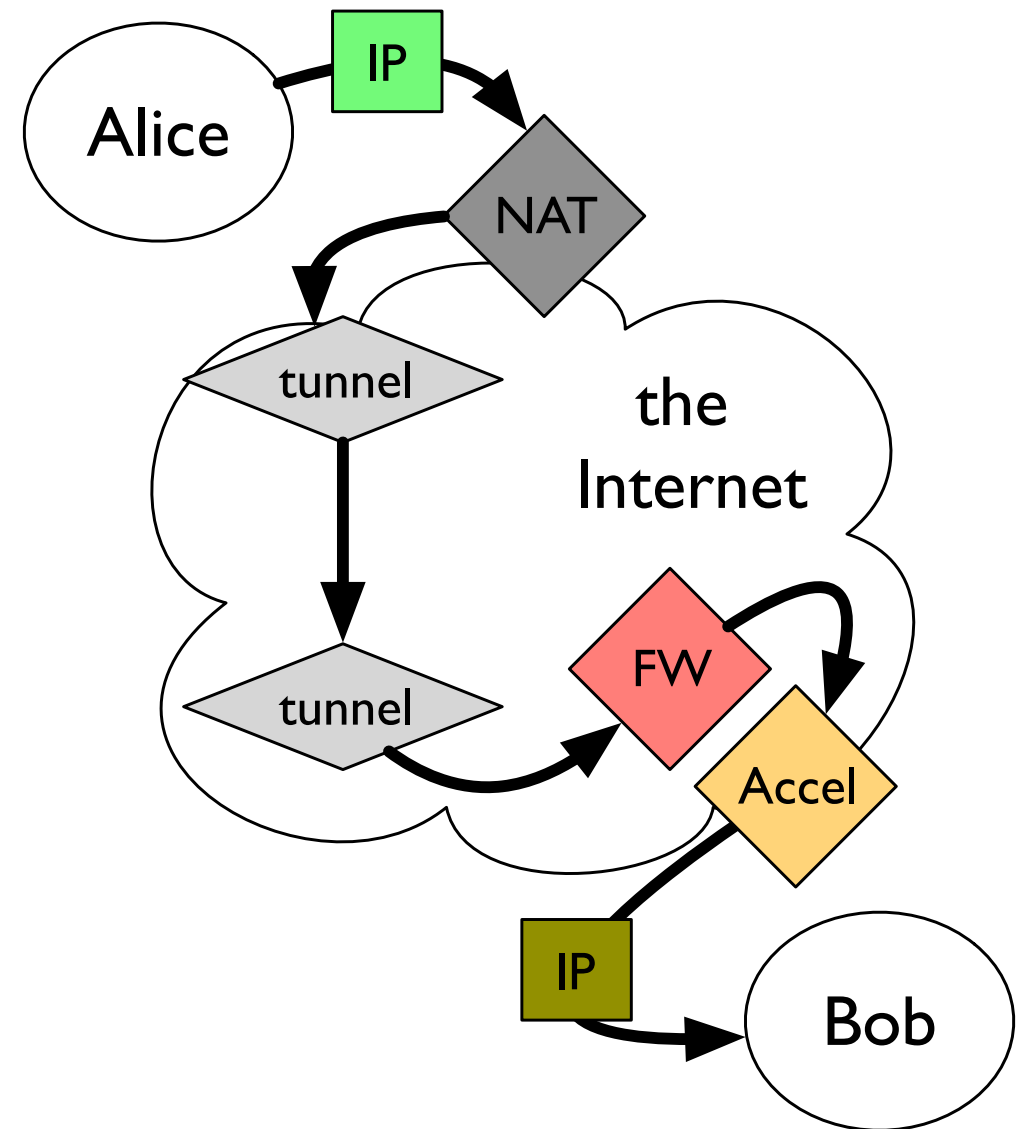 IP
Alice
NAT
tunnel
the
Internet
tunnel
FW
Accel
IP
Bob